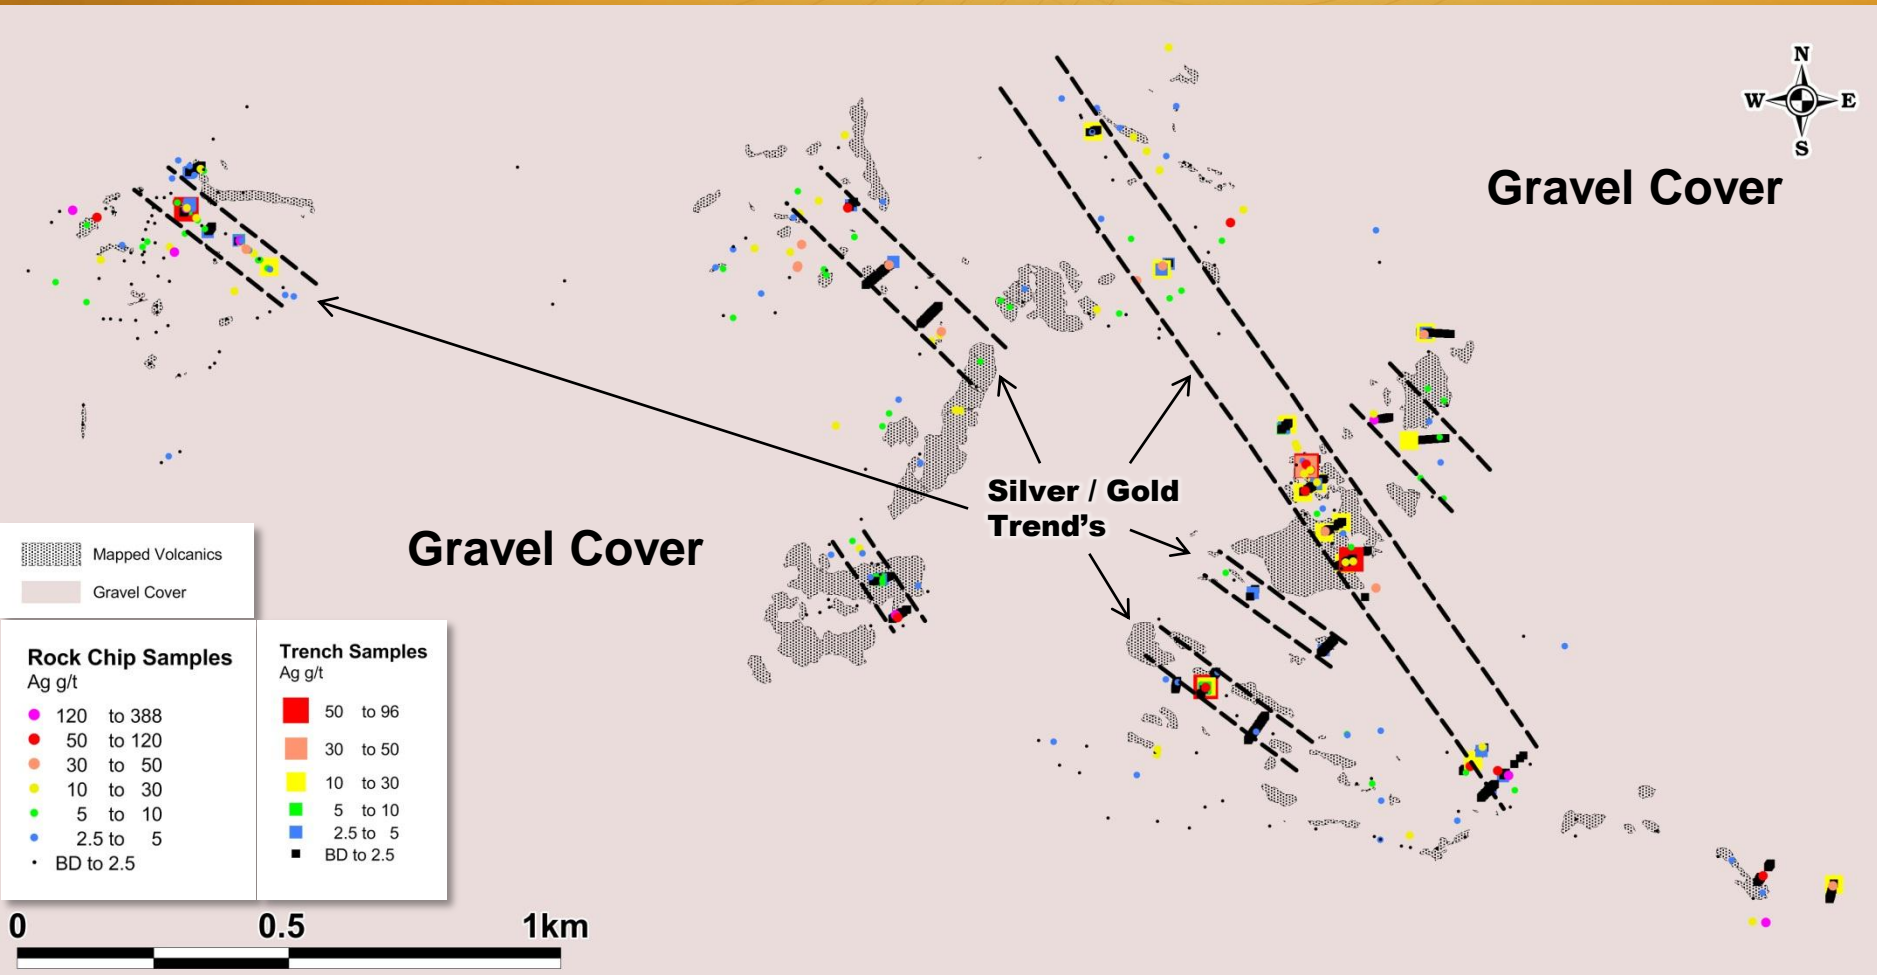 N
W E
S
Gravel Cover
Silver / Gold
Trend's
Gravel Cover
Mapped Volcanics
Gravel Cover
Rock Chip Samples
Ag g/t
120 to 388
50 to 120
30 to 50
10 to 30
5 to 10
2.5 to 5
BD to 2.5
Trench Samples
Ag g/t
50 to 96
30 to 50
10 to 30
5 to 10
2.5 to 5
BD to 2.5
0 0.5 1km